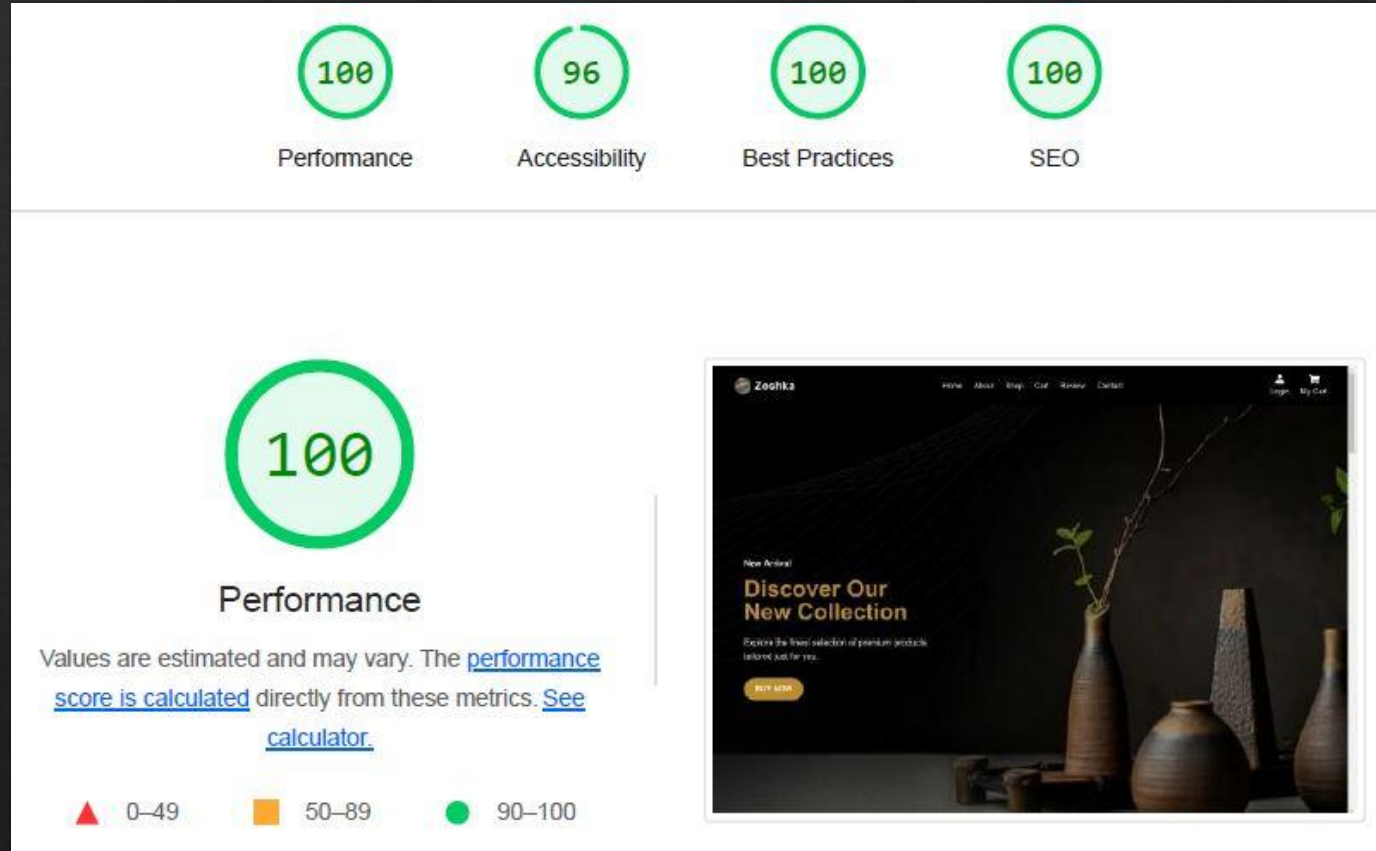 100
96
100
100
Performance
Accessibility
Best Practices
SEO
100
Performance
Values are estimated and may vary. The performance
score is calculated directly from these metrics. See
calculator.
0–49
50–89
90–100
Zoshka
Home About Shop Cart Review Contact
Login My Cart
New Arrival
Discover Our
New Collection
Explore the finest selection of premium products
tailored just for you.
BUY NOW